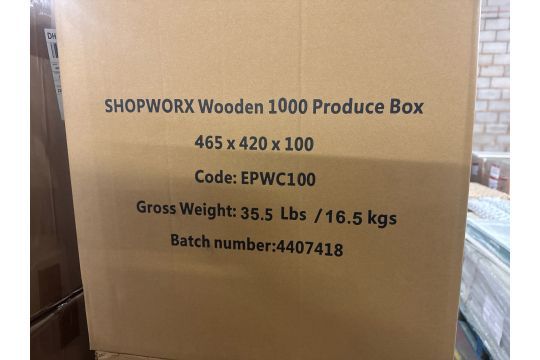 SHOPWORX Wooden 1000 Produce Box
465 x 420 x 100
Code: EPWC100
Gross Weight: 35.5 Lbs / 16.5 kgs
Batch number:4407418
DH